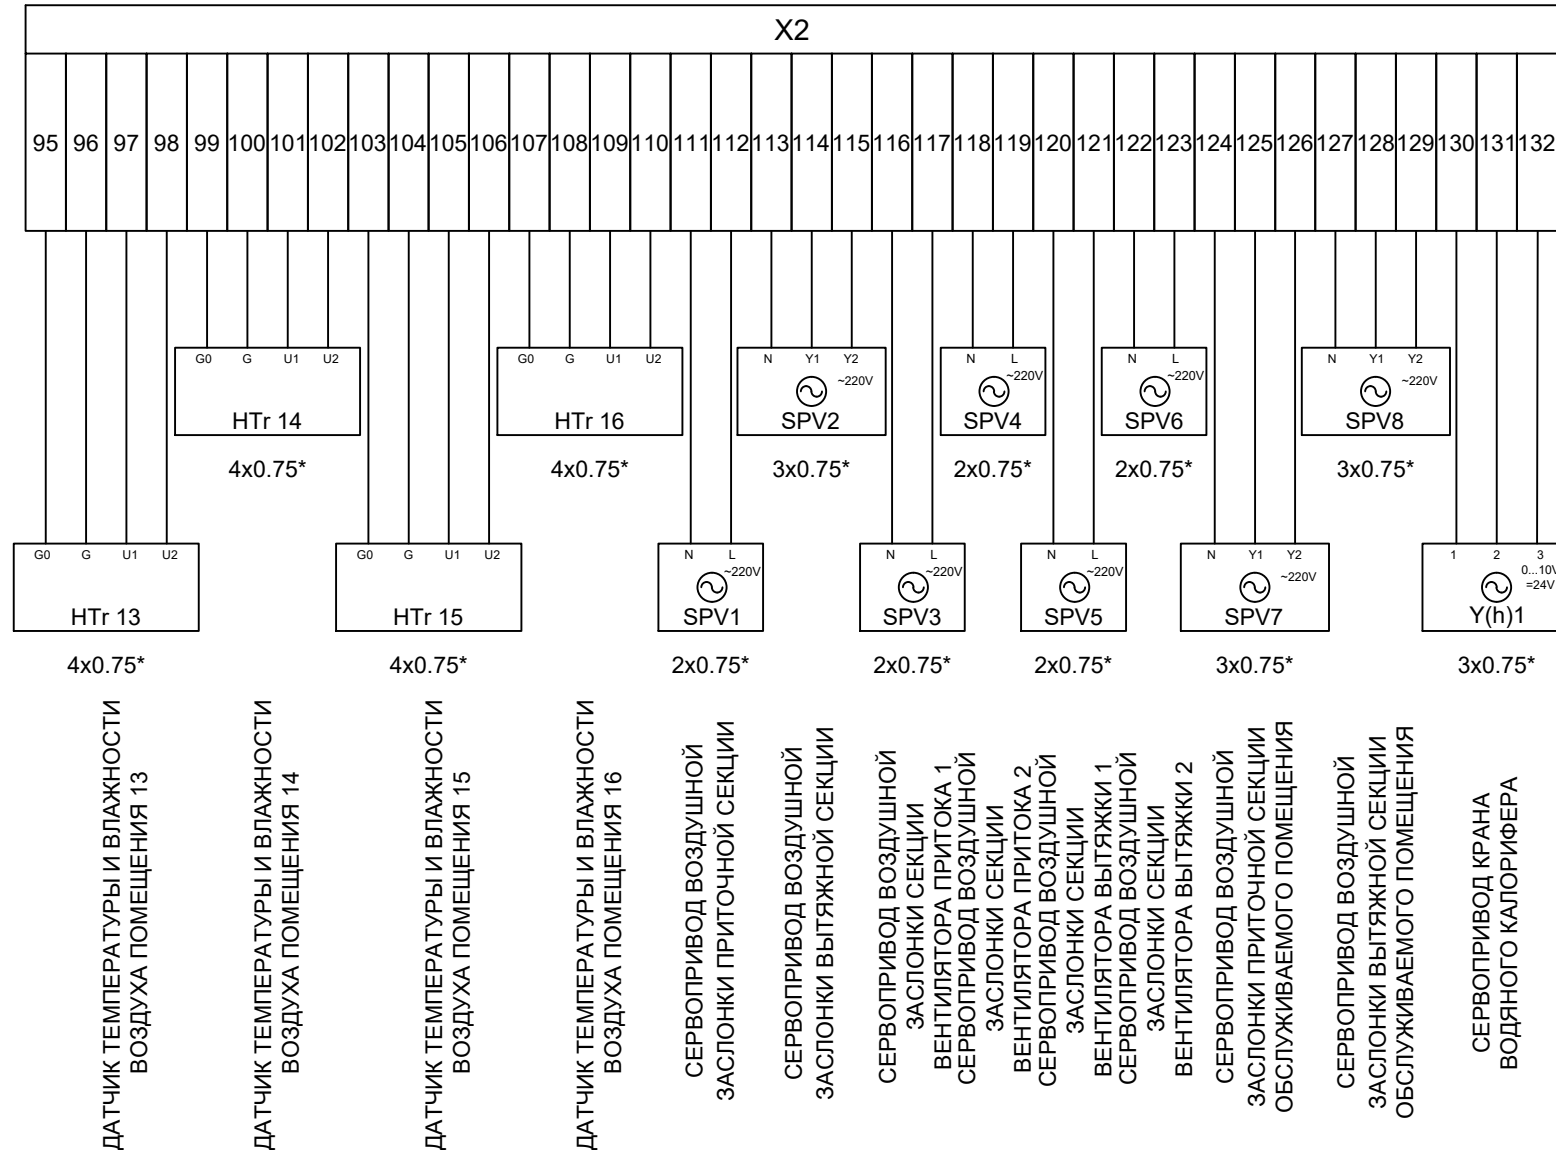 X2
95 96 97 98 99 100 101 102 103 104 105 106 107 108 109 110 111 112 113 114 115 116 117 118 119 120 121 122 123 124 125 126 127 128 129 130 131 132
G0 G U1 U2
HTr 14
4x0.75*
G0 G U1 U2
HTr 16
4x0.75*
N Y1 Y2
~220V
SPV2
3x0.75*
N L
~220V
SPV4
2x0.75*
N L
~220V
SPV6
2x0.75*
N Y1 Y2
~220V
SPV8
3x0.75*
G0 G U1 U2
HTr 13
4x0.75*
G0 G U1 U2
HTr 15
4x0.75*
N L
~220V
SPV1
2x0.75*
N L
~220V
SPV3
2x0.75*
N L
~220V
SPV5
2x0.75*
N Y1 Y2
~220V
SPV7
3x0.75*
1 2 3
0...10V
=24V
Y(h)1
3x0.75*
ДАТЧИК ТЕМПЕРАТУРЫ И ВЛАЖНОСТИ
ВОЗДУХА ПОМЕЩЕНИЯ 13
ДАТЧИК ТЕМПЕРАТУРЫ И ВЛАЖНОСТИ
ВОЗДУХА ПОМЕЩЕНИЯ 14
ДАТЧИК ТЕМПЕРАТУРЫ И ВЛАЖНОСТИ
ВОЗДУХА ПОМЕЩЕНИЯ 15
ДАТЧИК ТЕМПЕРАТУРЫ И ВЛАЖНОСТИ
ВОЗДУХА ПОМЕЩЕНИЯ 16
СЕРВОПРИВОД ВОЗДУШНОЙ
ЗАСЛОНКИ ПРИТОЧНОЙ СЕКЦИИ
СЕРВОПРИВОД ВОЗДУШНОЙ
ЗАСЛОНКИ ВЫТЯЖНОЙ СЕКЦИИ
СЕРВОПРИВОД ВОЗДУШНОЙ
ЗАСЛОНКИ СЕКЦИИ
ВЕНТИЛЯТОРА ПРИТОКА 1
СЕРВОПРИВОД ВОЗДУШНОЙ
ЗАСЛОНКИ СЕКЦИИ
ВЕНТИЛЯТОРА ПРИТОКА 2
СЕРВОПРИВОД ВОЗДУШНОЙ
ЗАСЛОНКИ СЕКЦИИ
ВЕНТИЛЯТОРА ВЫТЯЖКИ 1
СЕРВОПРИВОД ВОЗДУШНОЙ
ЗАСЛОНКИ СЕКЦИИ
ВЕНТИЛЯТОРА ВЫТЯЖКИ 2
СЕРВОПРИВОД ВОЗДУШНОЙ
ЗАСЛОНКИ ПРИТОЧНОЙ СЕКЦИИ
ОБСЛУЖИВАЕМОГО ПОМЕЩЕНИЯ
СЕРВОПРИВОД ВОЗДУШНОЙ
ЗАСЛОНКИ ВЫТЯЖНОЙ СЕКЦИИ
ОБСЛУЖИВАЕМОГО ПОМЕЩЕНИЯ
СЕРВОПРИВОД КРАНА
ВОДЯНОГО КАЛОРИФЕРА